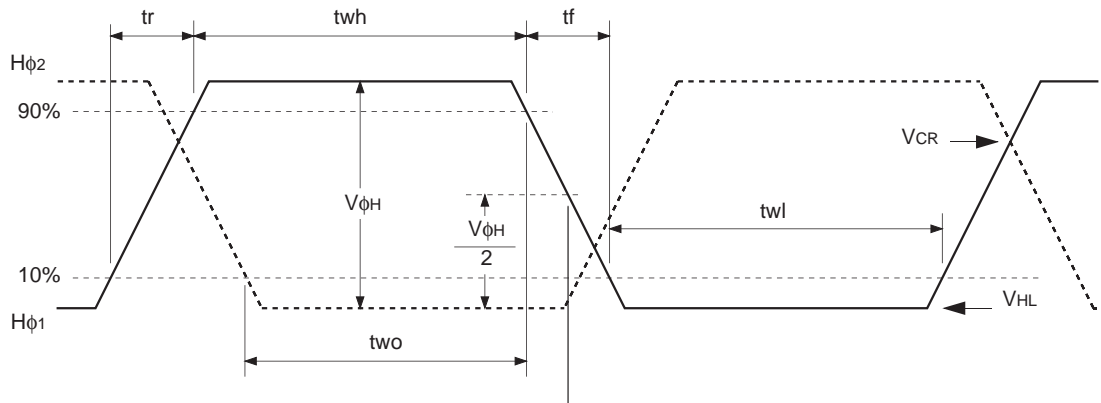 tr
twh
tf
Hϕ2
90%
VCR
VϕH
VϕH
2
twl
10%
VHL
Hϕ1
two